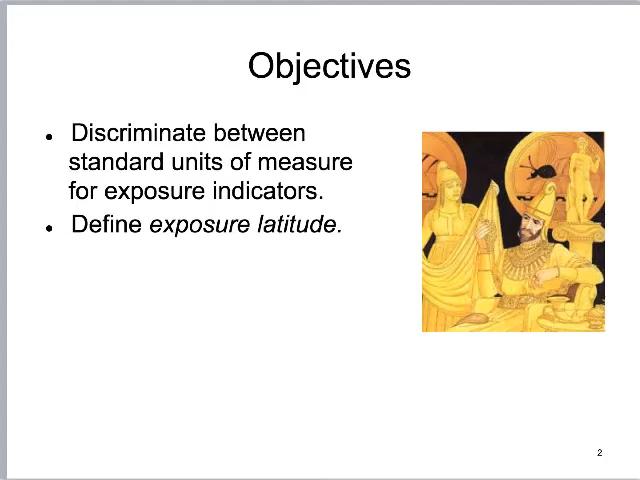 Objectives
• Discriminate between
standard units of measure
for exposure indicators.
• Define exposure latitude.
2